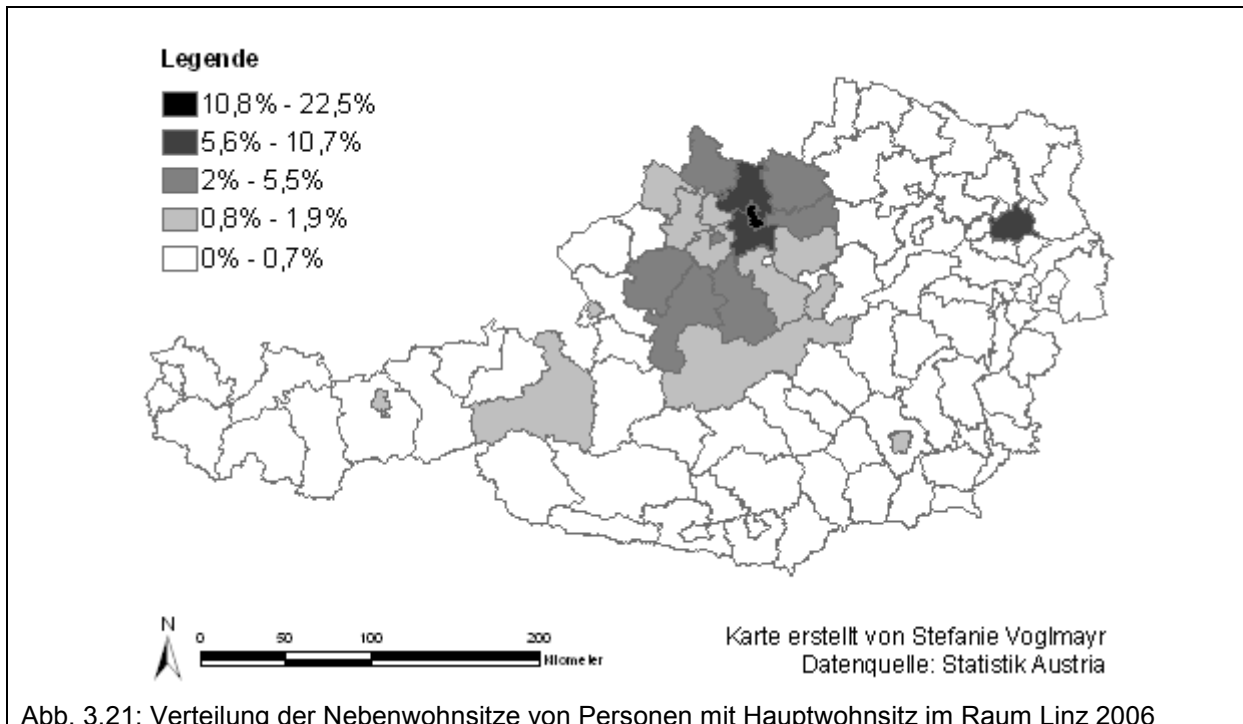 Legende
10,8% - 22,5%
5,6% - 10,7%
2% - 5,5%
0,8% - 1,9%
0% - 0,7%
N
0 50 100 200
Kilometer
Karte erstellt von Stefanie Voglmayr
Datenquelle: Statistik Austria
Abb. 3.21: Verteilung der Nebenwohnsitze von Personen mit Hauptwohnsitz im Raum Linz 2006